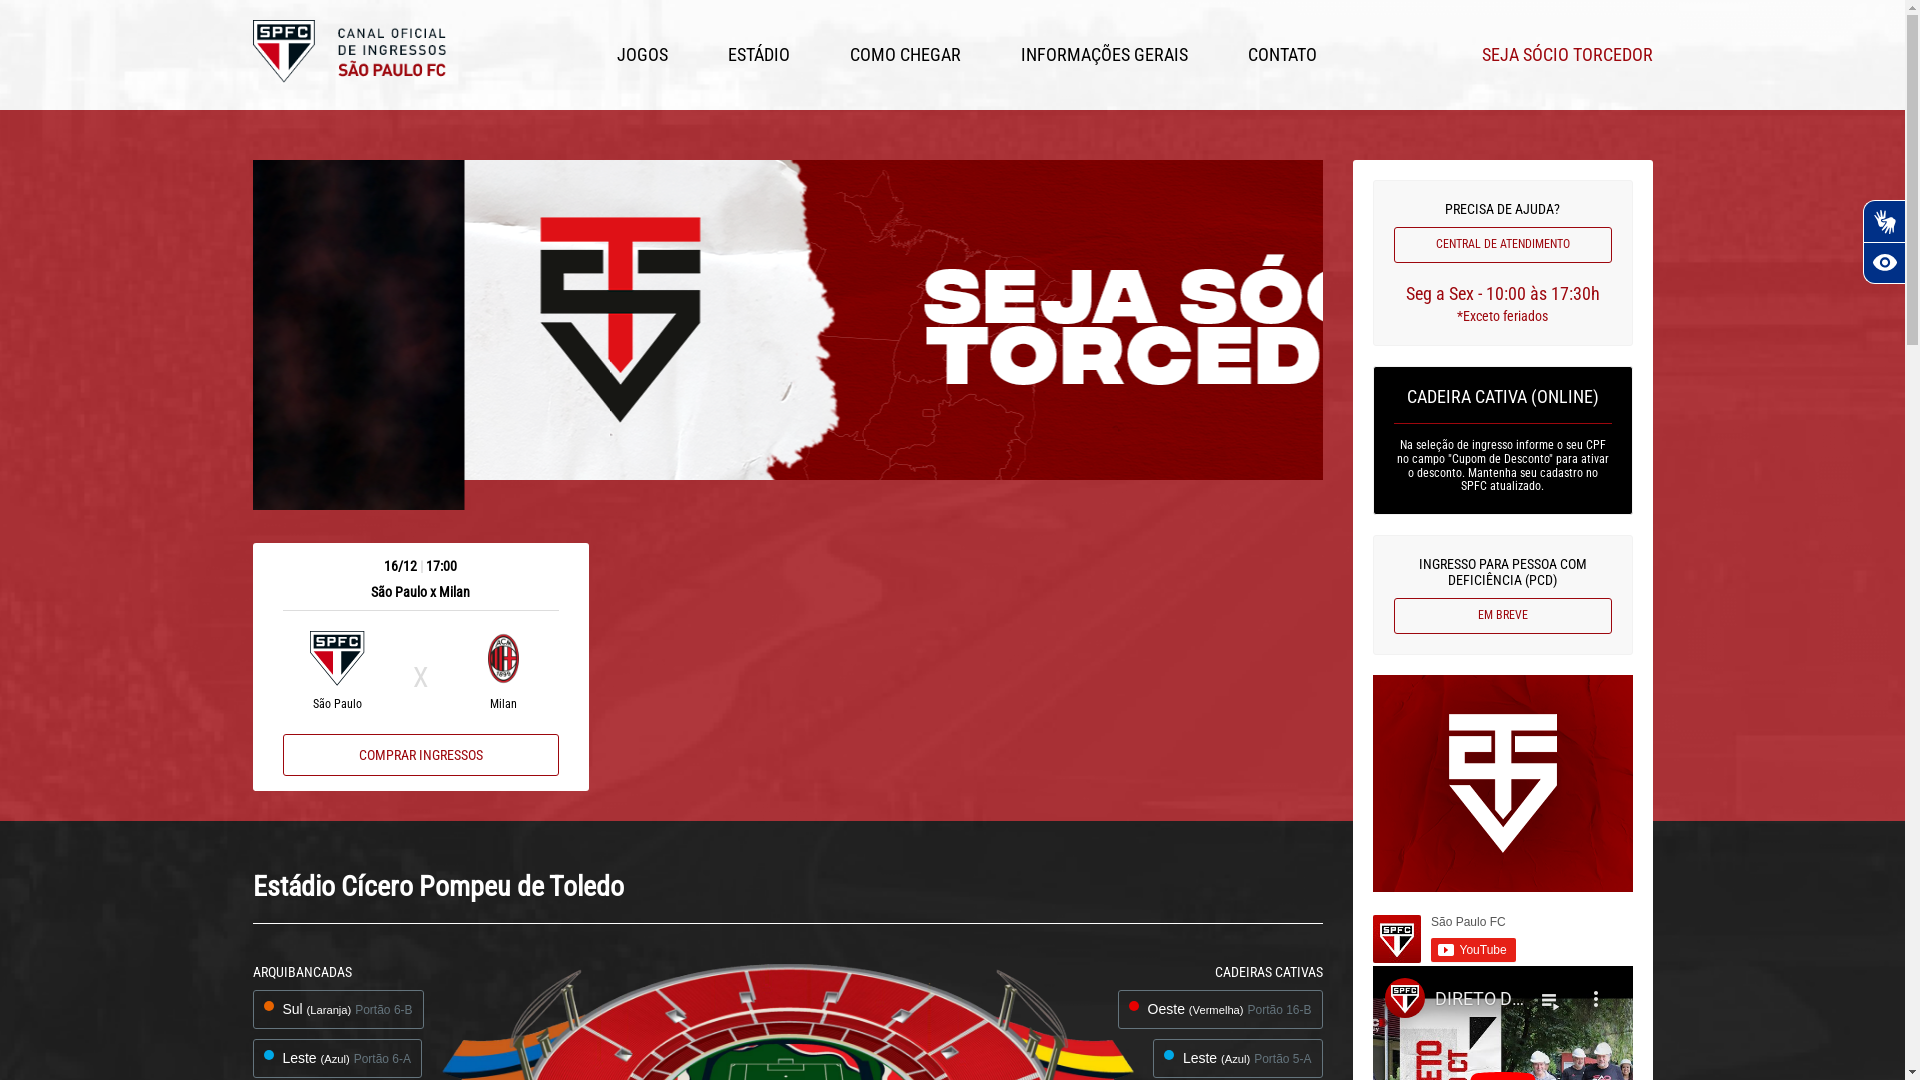 SPFC
CANAL OFICIAL
DE INGRESSOS
SÃO PAULO FC
JOGOS
ESTÁDIO
COMO CHEGAR
INFORMAÇÕES GERAIS
CONTATO
SEJA SÓCIO TORCEDOR
SEJA SÓC
TORCED
PRECISA DE AJUDA?
CENTRAL DE ATENDIMENTO
Seg a Sex - 10:00 às 17:30h
*Exceto feriados
CADEIRA CATIVA (ONLINE)
Na seleção de ingresso informe o seu CPF
no campo "Cupom de Desconto" para ativar
o desconto. Mantenha seu cadastro no
SPFC atualizado.
INGRESSO PARA PESSOA COM
DEFICIÊNCIA (PCD)
EM BREVE
16/12 | 17:00
São Paulo x Milan
SPFC
X
São Paulo
Milan
COMPRAR INGRESSOS
Estádio Cícero Pompeu de Toledo
ARQUIBANCADAS
Sul (Laranja) Portão 6-B
Leste (Azul) Portão 6-A
CADEIRAS CATIVAS
Oeste (Vermelha) Portão 16-B
Leste (Azul) Portão 5-A
SPFC
São Paulo FC
YouTube
SPFC
DIRETO D...